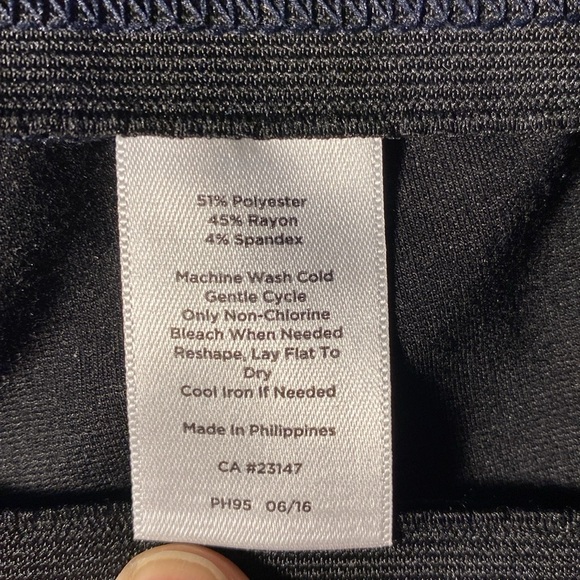 51% Polyester
45% Rayon
4% Spandex
Machine Wash Cold
Gentle Cycle
Only Non-Chlorine
Bleach When Needed
Reshape, Lay Flat To
Dry
Cool Iron If Needed
Made In Philippines
CA #23147
PH95 06/16